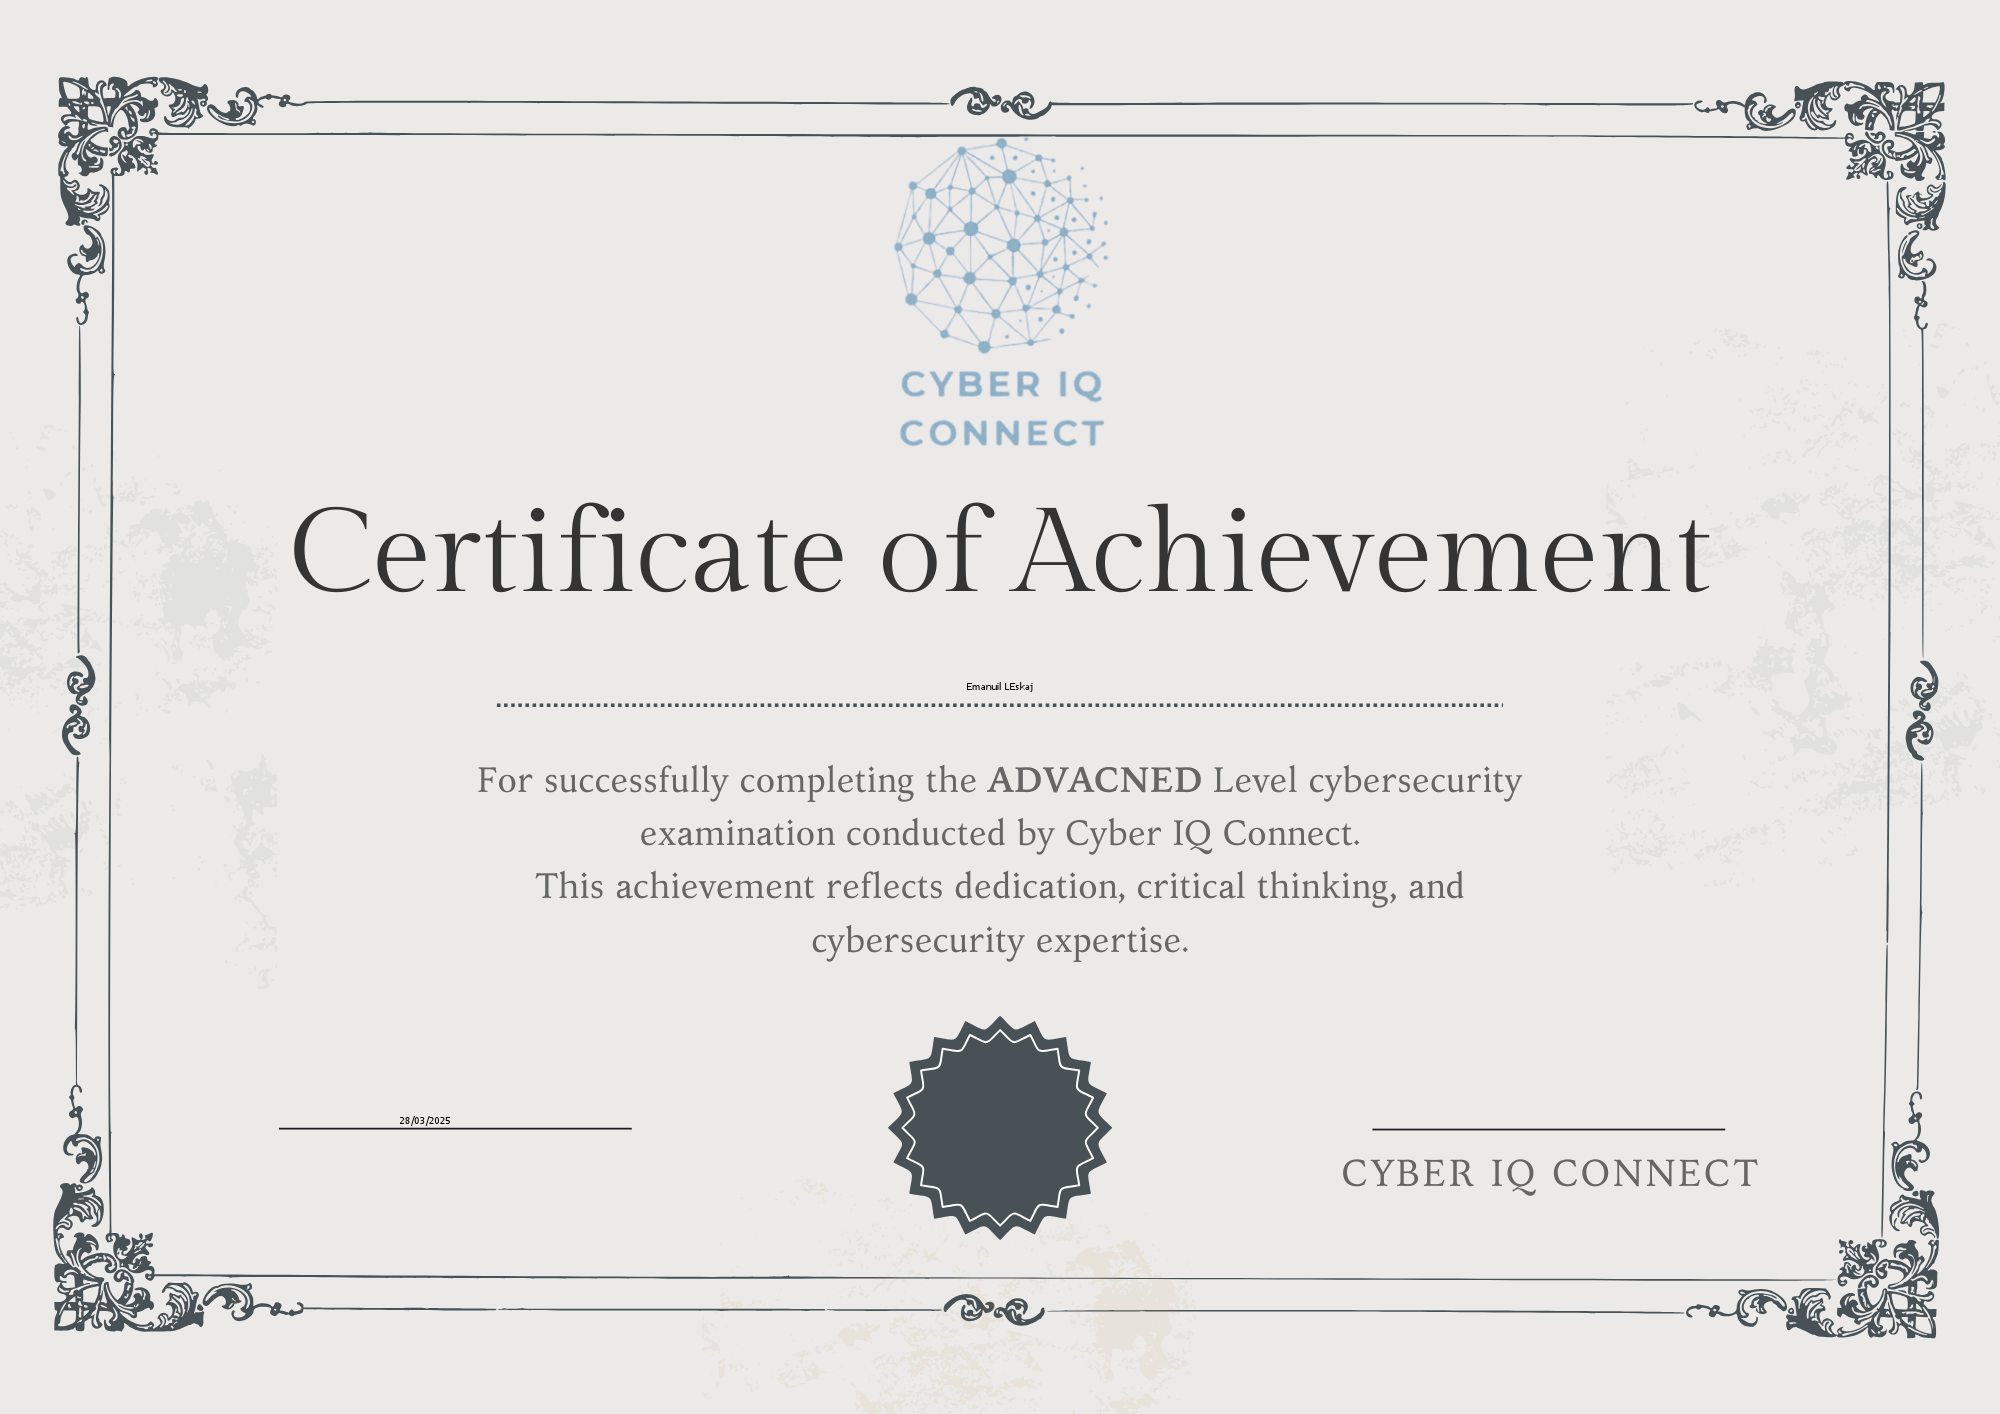 CYBER IQ
CONNECT
Certificate of Achievement
Emanuil LEskaj
For successfully completing the ADVACNED Level cybersecurity
examination conducted by Cyber IQ Connect.
This achievement reflects dedication, critical thinking, and
cybersecurity expertise.
28/03/2025
CYBER IQ CONNECT